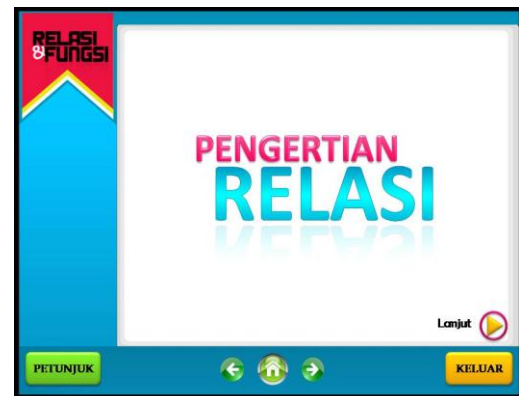 RELASI
& FUNGSI
PENGERTIAN
RELASI
Lanjut
PETUNJUK
KELUAR